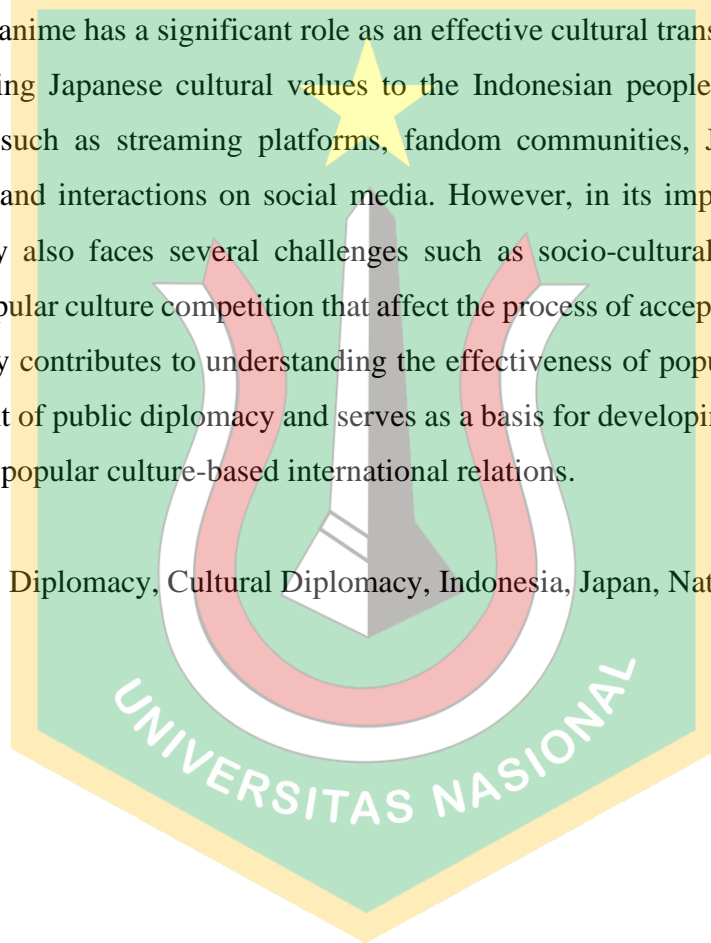 anime has a significant role as an effective cultural trans
ing Japanese cultural values to the Indonesian people
such as streaming platforms, fandom communities, J
and interactions on social media. However, in its imp
y also faces several challenges such as socio-cultural
pular culture competition that affect the process of accep
y contributes to understanding the effectiveness of popu
t of public diplomacy and serves as a basis for developin
popular culture-based international relations.
Diplomacy, Cultural Diplomacy, Indonesia, Japan, Nat
UNIVERSITAS NASIONAL